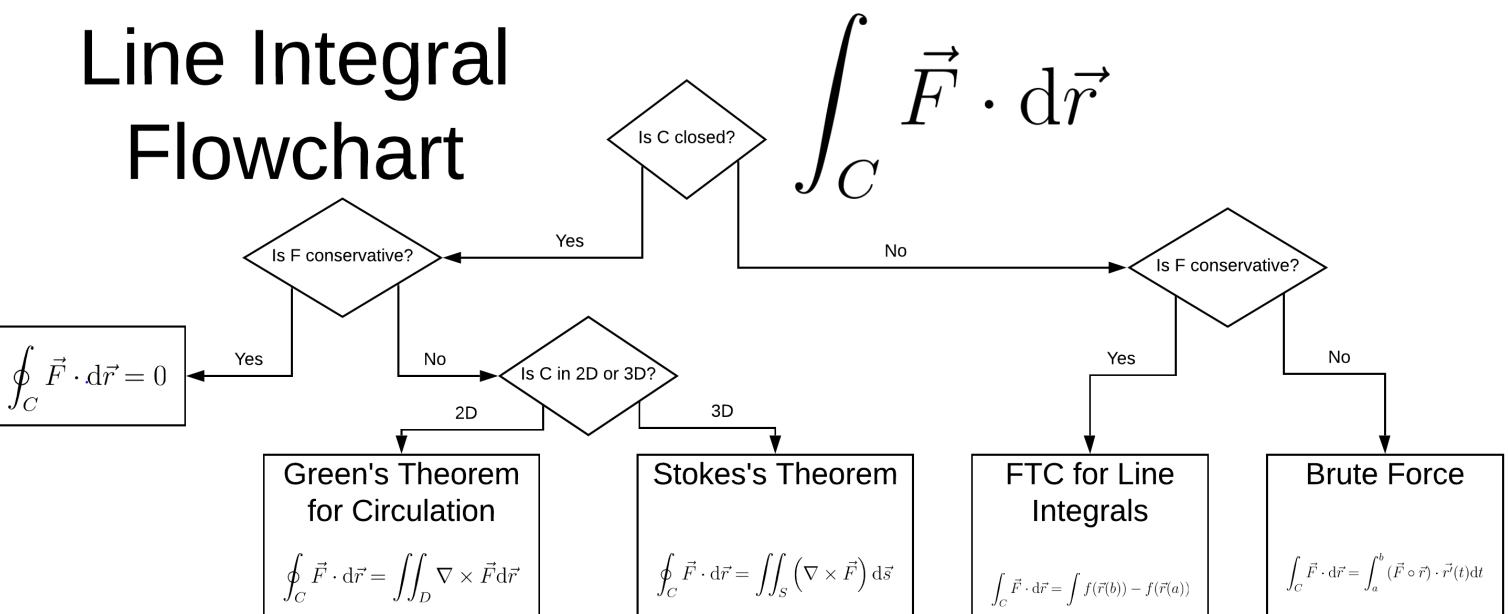 Line Integral
Flowchart
∫_C F⃗ · dr⃗
Is C closed?
Yes
No
Is F conservative?
Is F conservative?
Yes
No
Is C in 2D or 3D?
Yes
No
∮_C F⃗ · dr⃗ = 0
2D
3D
Green's Theorem
for Circulation
∮_C F⃗ · dr⃗ = ∬_D ∇ × F⃗dr⃗
Stokes's Theorem
∮_C F⃗ · dr⃗ = ∬_S (∇ × F⃗) ds⃗
FTC for Line
Integrals
∫_C F⃗ · dr⃗ = ∫ f(r⃗(b)) − f(r⃗(a))
Brute Force
∫_C F⃗ · dr⃗ = ∫_a^b (F⃗ ∘ r⃗) · r⃗′(t)dt